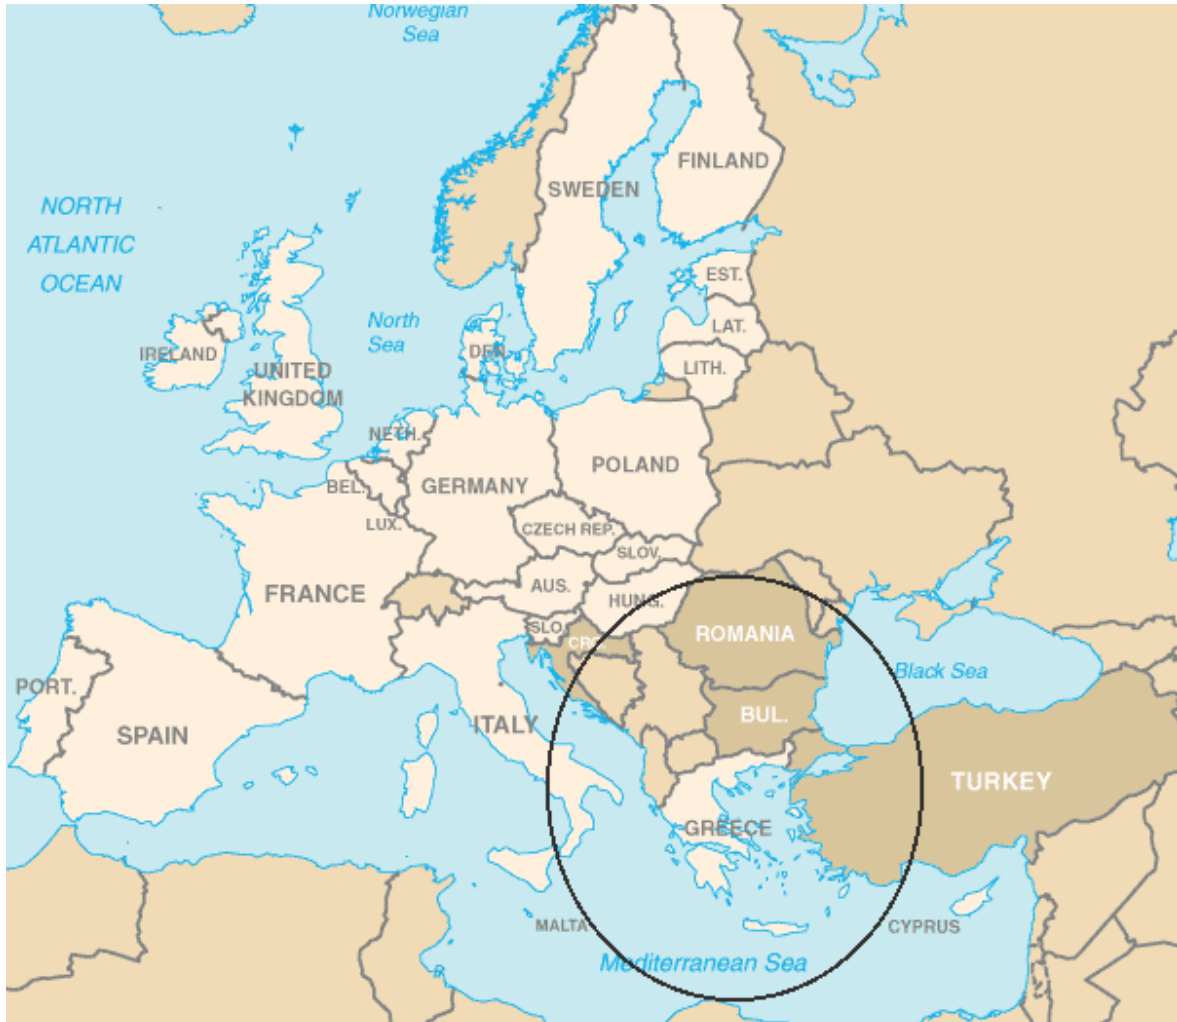 Norwegian
Sea
FINLAND
SWEDEN
NORTH
ATLANTIC
OCEAN
EST.
North
Sea
LAT.
IRELAND
DEN.
LITH.
UNITED
KINGDOM
NETH.
POLAND
BEL.
GERMANY
LUX.
CZECH REP.
SLOV.
AUS.
FRANCE
HUNG.
SLO.
CRO.
ROMANIA
Black Sea
PORT.
SPAIN
ITALY
BUL.
TURKEY
GREECE
MALTA
CYPRUS
Mediterranean Sea